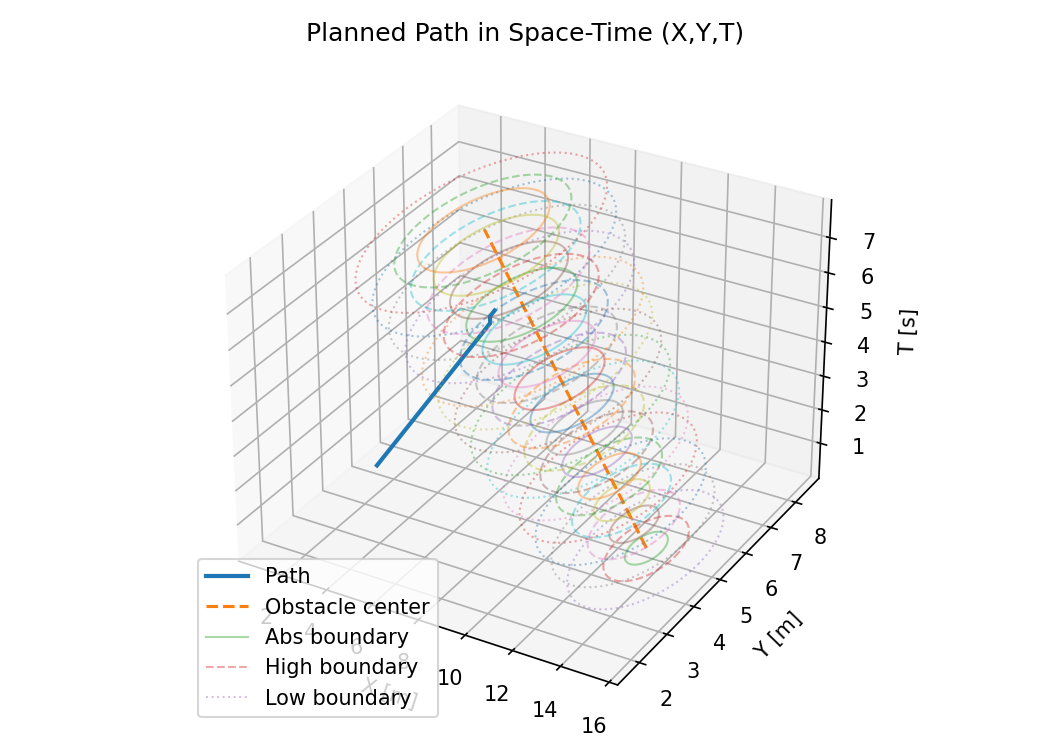 Planned Path in Space-Time (X,Y,T)
7
6
5
4
3
2
1
T [s]
8
7
6
5
4
3
2
Y [m]
2
4
6
8
10
12
14
16
X [m]
Path
Obstacle center
Abs boundary
High boundary
Low boundary